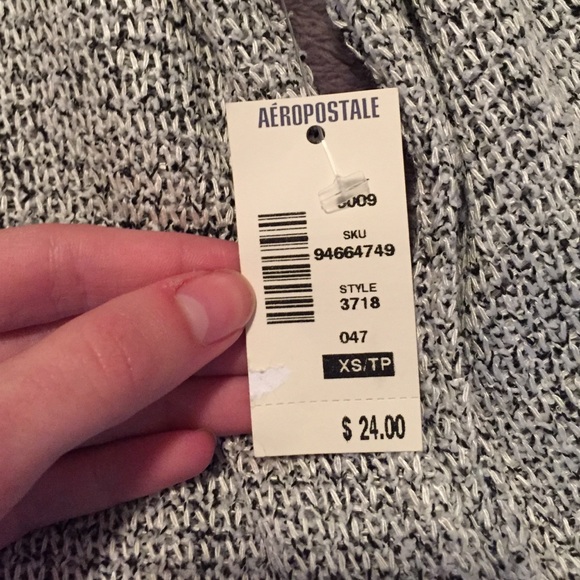 AÉROPOSTALE
SKU
94664749
STYLE
3718
047
XS/TP
$ 24.00